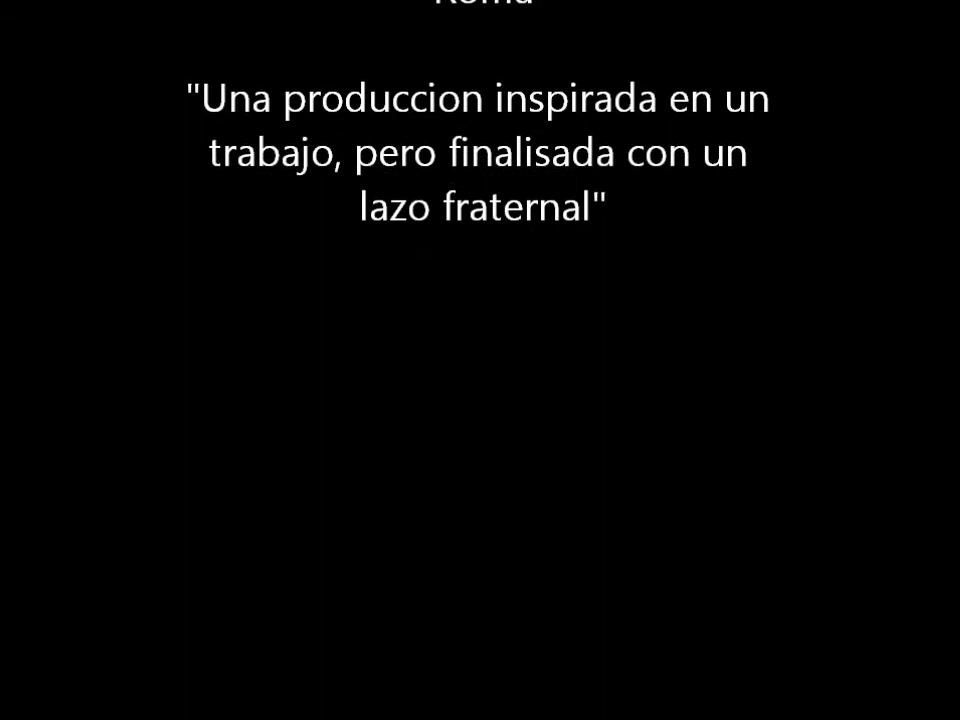 "Una produccion inspirada en un
trabajo, pero finalisada con un
lazo fraternal"